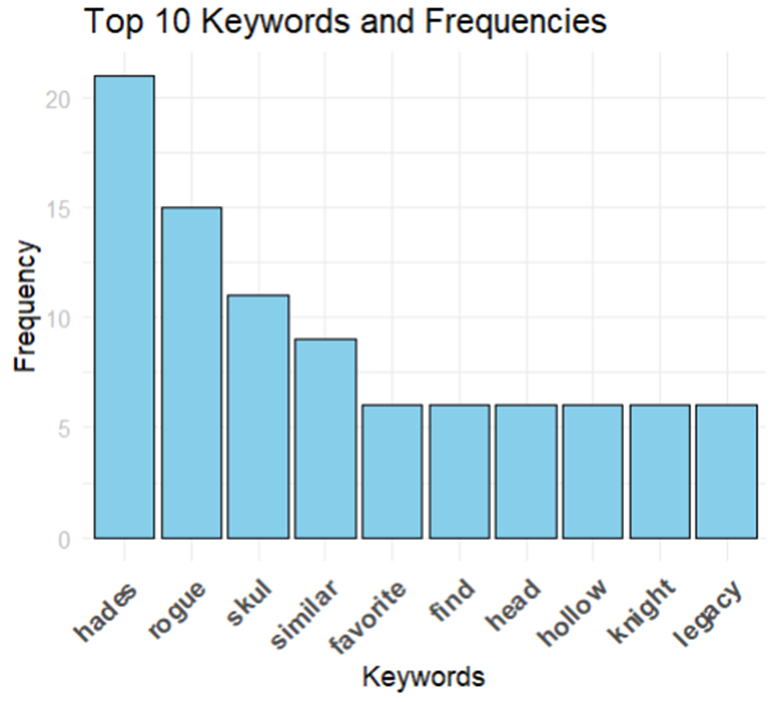 Top 10 Keywords and Frequencies
Frequency
20
15
10
5
0
hades rogue skul similar favorite find head hollow knight legacy
Keywords